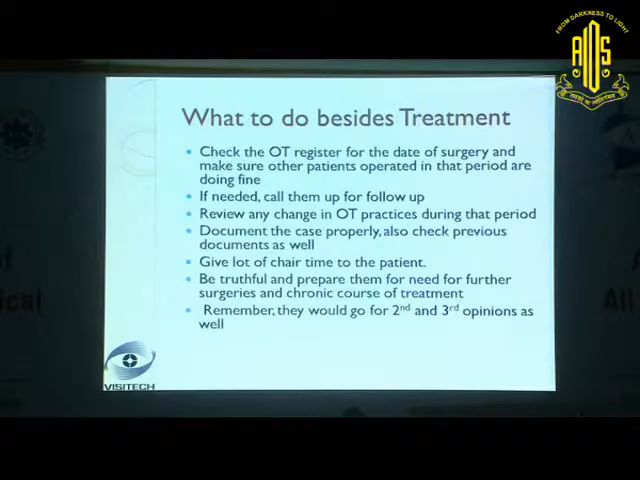 FROM DARKNESS TO LIGHT
AIOS
What to do besides Treatment
Check the OT register for the date of surgery and
make sure other patients operated in that period are
doing fine
If needed, call them up for follow up
Review any change in OT practices during that period
Document the case properly, also check previous
documents as well
Give lot of chair time to the patient.
Be truthful and prepare them for need for further
surgeries and chronic course of treatment
Remember, they would go for 2nd and 3rd opinions as
well
VISITECH